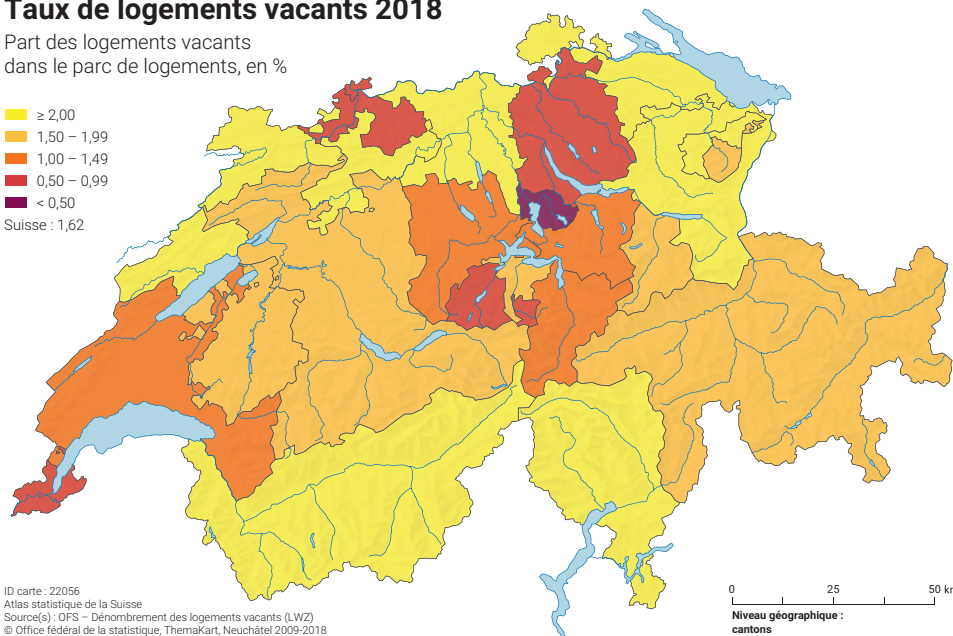 Taux de logements vacants 2018
Part des logements vacants
dans le parc de logements, en %
≥ 2,00
1,50 – 1,99
1,00 – 1,49
0,50 – 0,99
< 0,50
Suisse : 1,62
ID carte : 22056
Atlas statistique de la Suisse
Source(s) : OFS – Dénombrement des logements vacants (LWZ)
© Office fédéral de la statistique, ThemaKart, Neuchâtel 2009-2018
0 25 50 km
Niveau géographique :
cantons